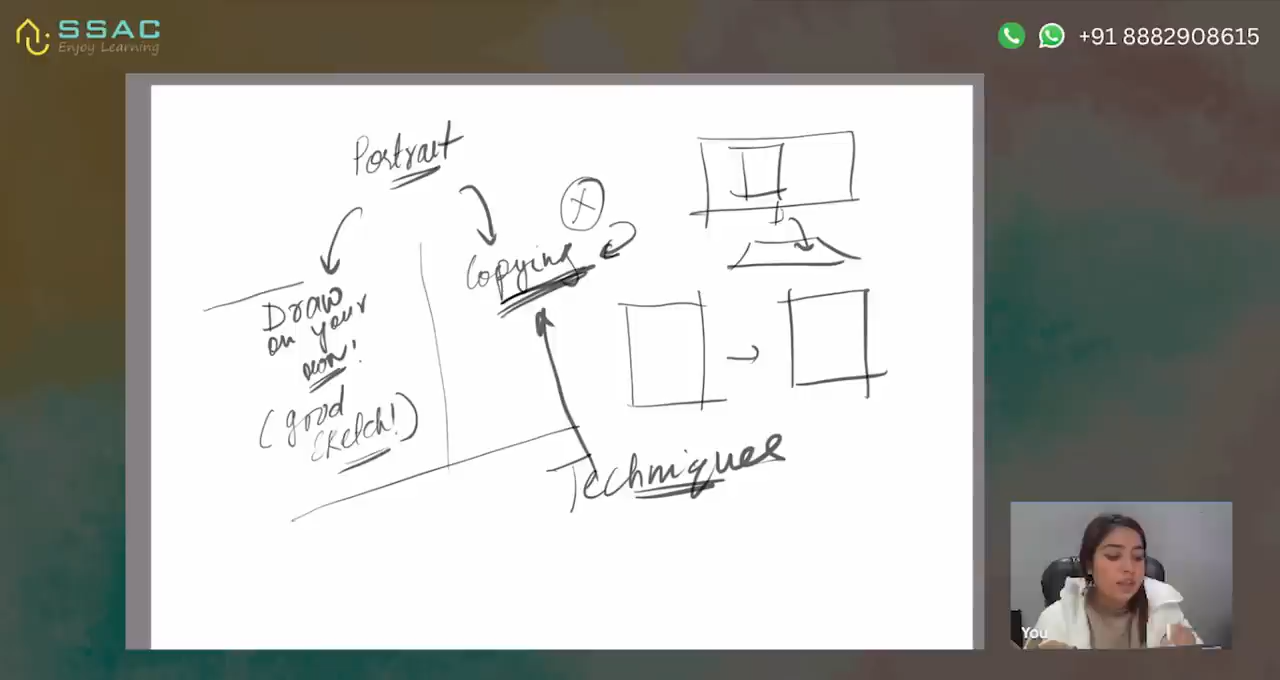 SSAC
Enjoy Learning
+91 8882908615
Portrait
Copying
Draw
on your
own!
(good
sketch!)
Techniques
You